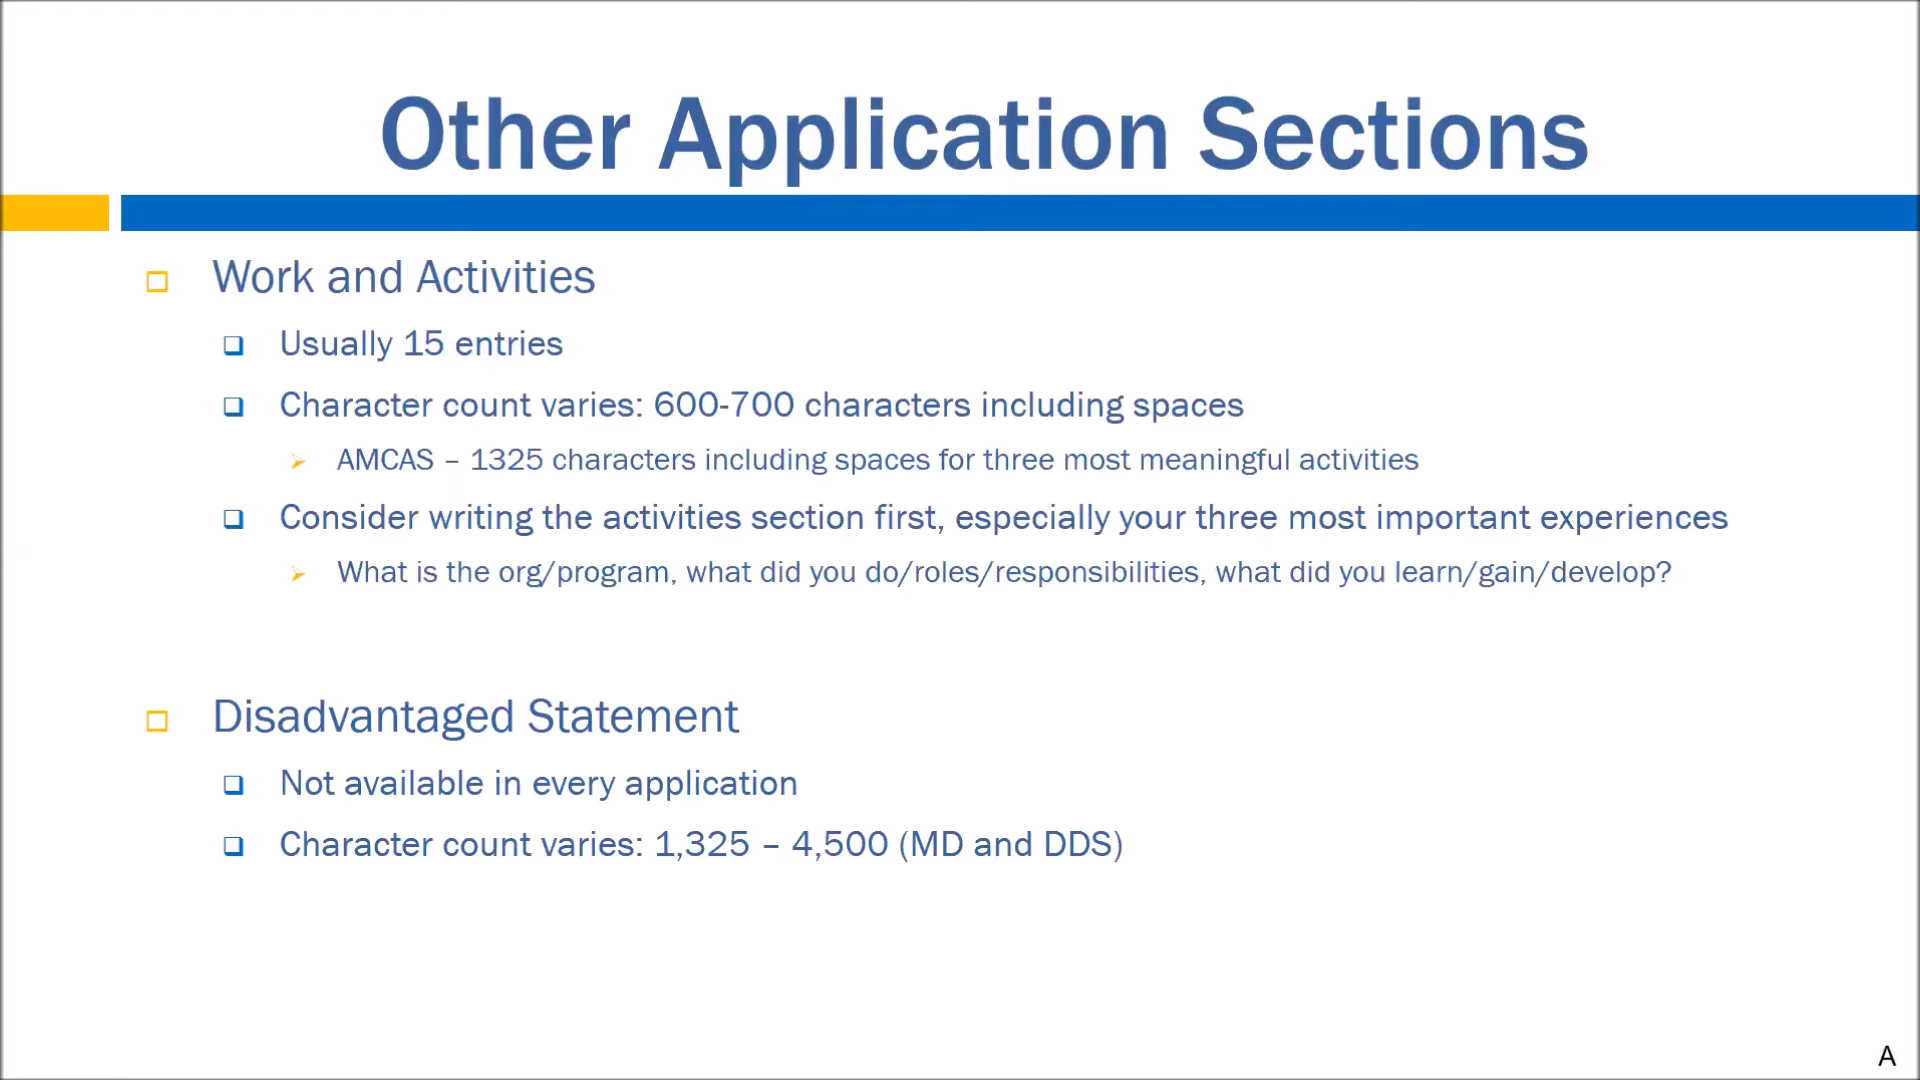 Other Application Sections
Work and Activities
Usually 15 entries
Character count varies: 600-700 characters including spaces
AMCAS – 1325 characters including spaces for three most meaningful activities
Consider writing the activities section first, especially your three most important experiences
What is the org/program, what did you do/roles/responsibilities, what did you learn/gain/develop?
Disadvantaged Statement
Not available in every application
Character count varies: 1,325 – 4,500 (MD and DDS)
A